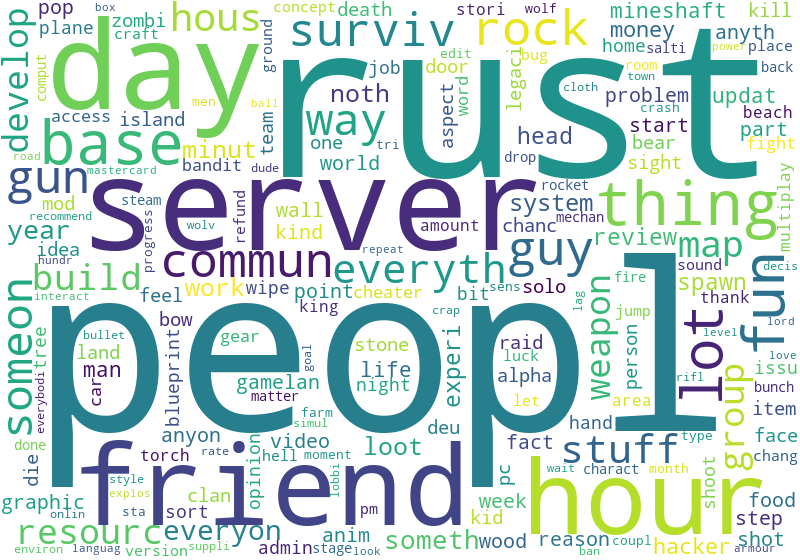 pop box concept death stori wolf mineshaft kill
plane zombi hous surviv rock edit bug money anyth
develop day craft ground rust home salti power place back
comput men ball job door word legaci room town
access island team noth aspect cloth crash problem updat
road mastercard dude way tri head drop start beach part
base minut one world bear sight fight
gun bandit rocket system thing multiplay
mod steam server wall chanc mechan
year recommend progress refund kind amount guy review map
idea hundr commun everyth repeat sens solo sound decis
build work wipe point cheater bit fire spawn
interact feel king crap lag weapon jump thank fun
someon tree bullet bow gear stone raid person level lord
everybodi land blueprint goal life experi luck rifl lot love
man car matter gamelan night alpha let area bunch issu
peopl
done farm simul hand group item
die anyon video deu fact type face
torch hell moment loot stuff chang
style rate opinion lobbi friend pc wait charact month shoot hour
graphic explos clan week food
onlin sta sort pm kid reason coupl hacker step
resourc everyon anim someth wood shot
environ languag version suppli admin stage look ban armour